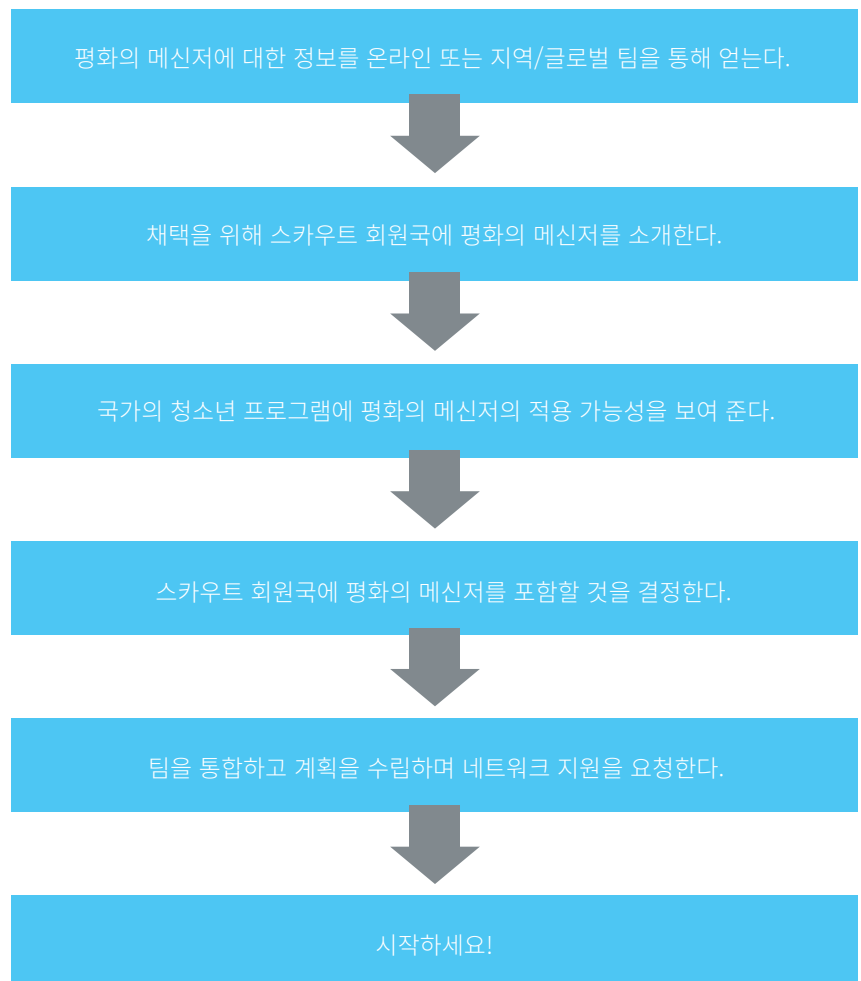 평화의 메신저에 대한 정보를 온라인 또는 지역/글로벌 팀을 통해 얻는다.
채택을 위해 스카우트 회원국에 평화의 메신저를 소개한다.
국가의 청소년 프로그램에 평화의 메신저의 적용 가능성을 보여 준다.
스카우트 회원국에 평화의 메신저를 포함할 것을 결정한다.
팀을 통합하고 계획을 수립하며 네트워크 지원을 요청한다.
시작하세요!